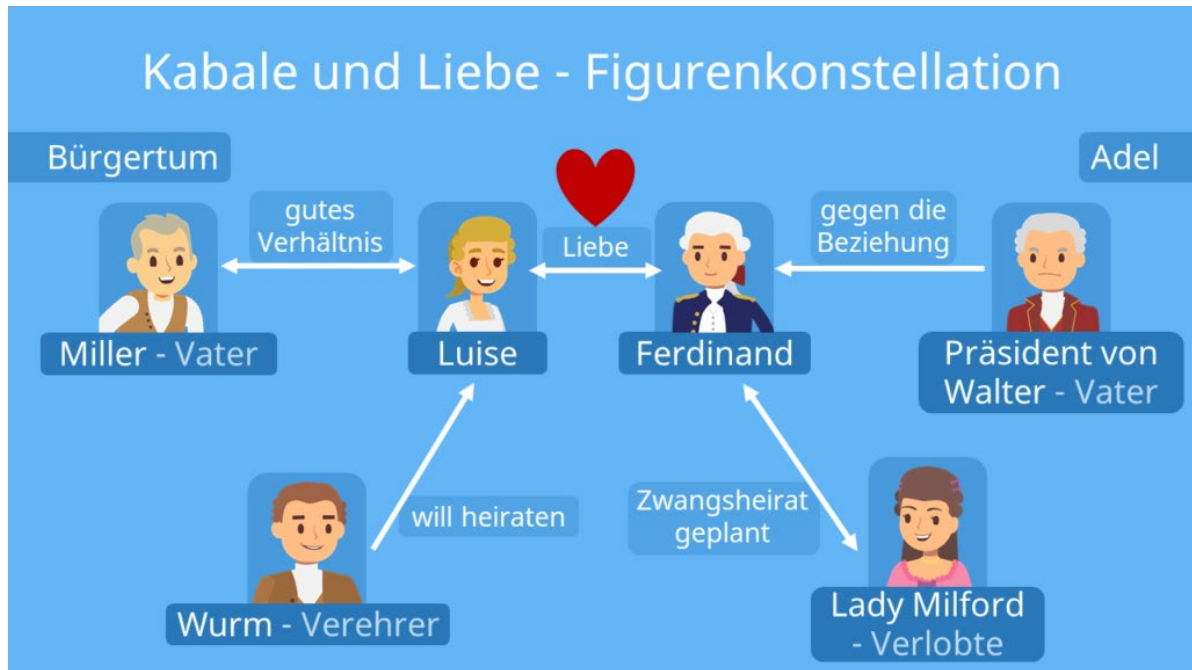 Kabale und Liebe - Figurenkonstellation
Bürgertum
Adel
gutes
Verhältnis
Liebe
gegen die
Beziehung
Miller - Vater
Luise
Ferdinand
Präsident von
Walter - Vater
will heiraten
Zwangsheirat
geplant
Wurm - Verehrer
Lady Milford
- Verlobte